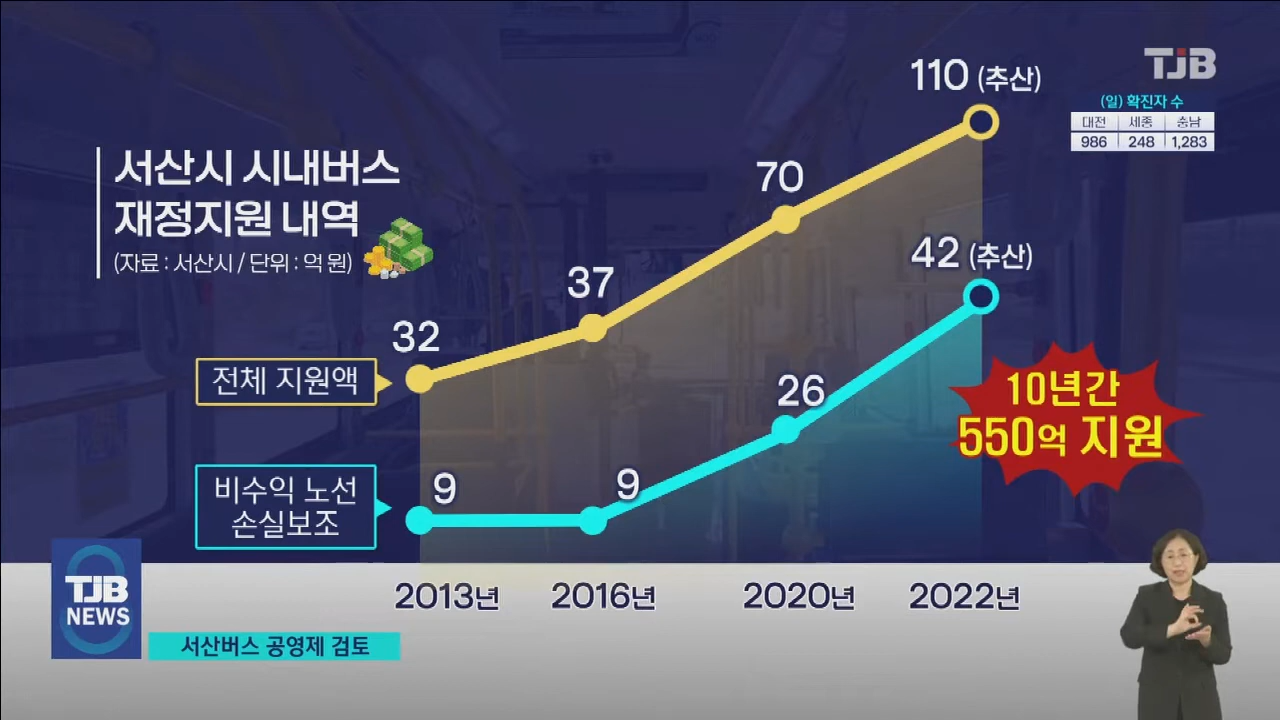 TJB
(일) 확진자 수
대전 세종 충남
986 248 1,283
서산시 시내버스
재정지원 내역
(자료 : 서산시 / 단위 : 억 원)
110 (추산)
70
37
32
전체 지원액
42 (추산)
26
9
9
비수익 노선
손실보조
10년간
550억 지원
2013년 2016년 2020년 2022년
TJB
NEWS
서산버스 공영제 검토